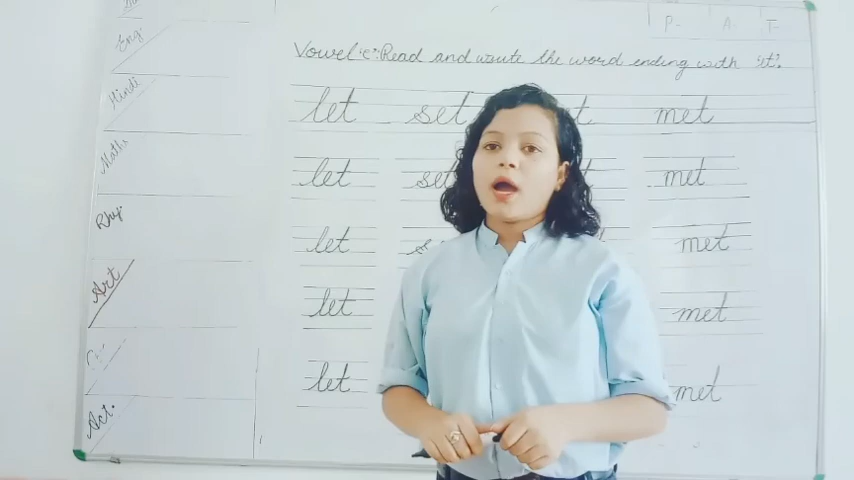 Eng.
Hindi
Maths
Rhy.
Art
Act.
P- A- T-
Vowel 'e': Read and wirite the word ending with 'et'.
let set met
let set met
let met
let met
let met